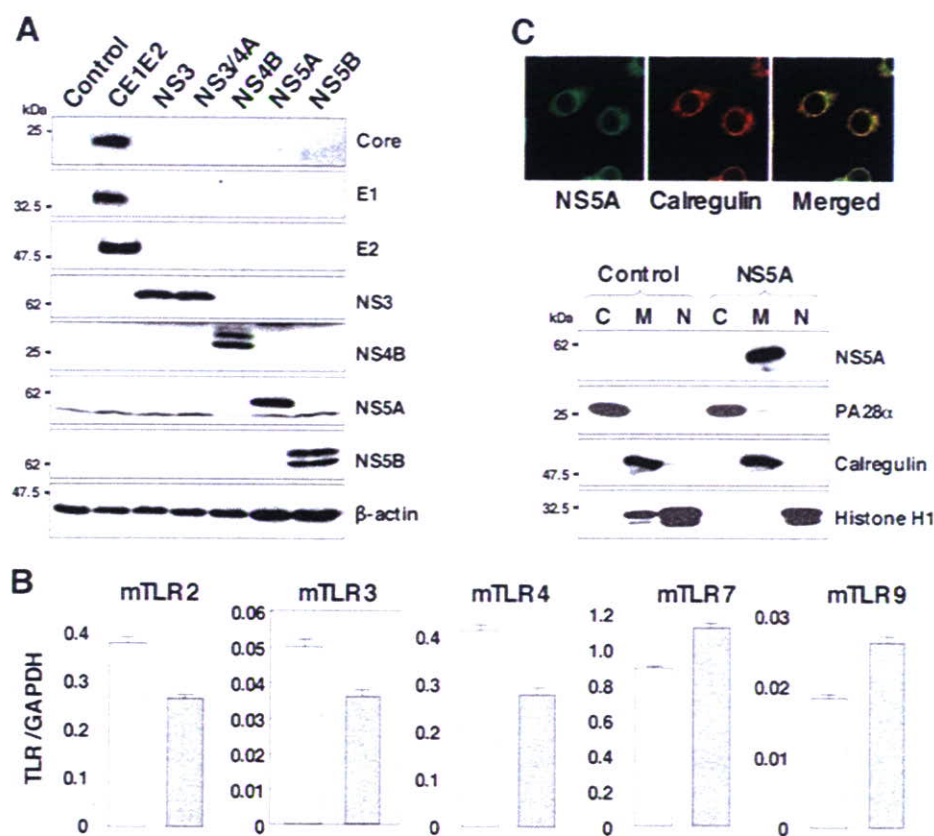 A
Control CE1E2 NS3 NS3/4A NS4B NS5A NS5B
kDa
25 Core
32.5 E1
47.5 E2
62 NS3
25 NS4B
62 NS5A
62 NS5B
47.5 β-actin
C
NS5A Calregulin Merged
Control NS5A
kDa C M N C M N
62 NS5A
25 PA28α
47.5 Calregulin
32.5 Histone H1
B
TLR/GAPDH
mTLR2
0.4
0.3
0.2
0.1
0
mTLR3
0.06
0.05
0.04
0.03
0.02
0.01
0
mTLR4
0.4
0.3
0.2
0.1
0
mTLR7
1.2
1.0
0.8
0.6
0.4
0.2
0
mTLR9
0.03
0.02
0.01
0